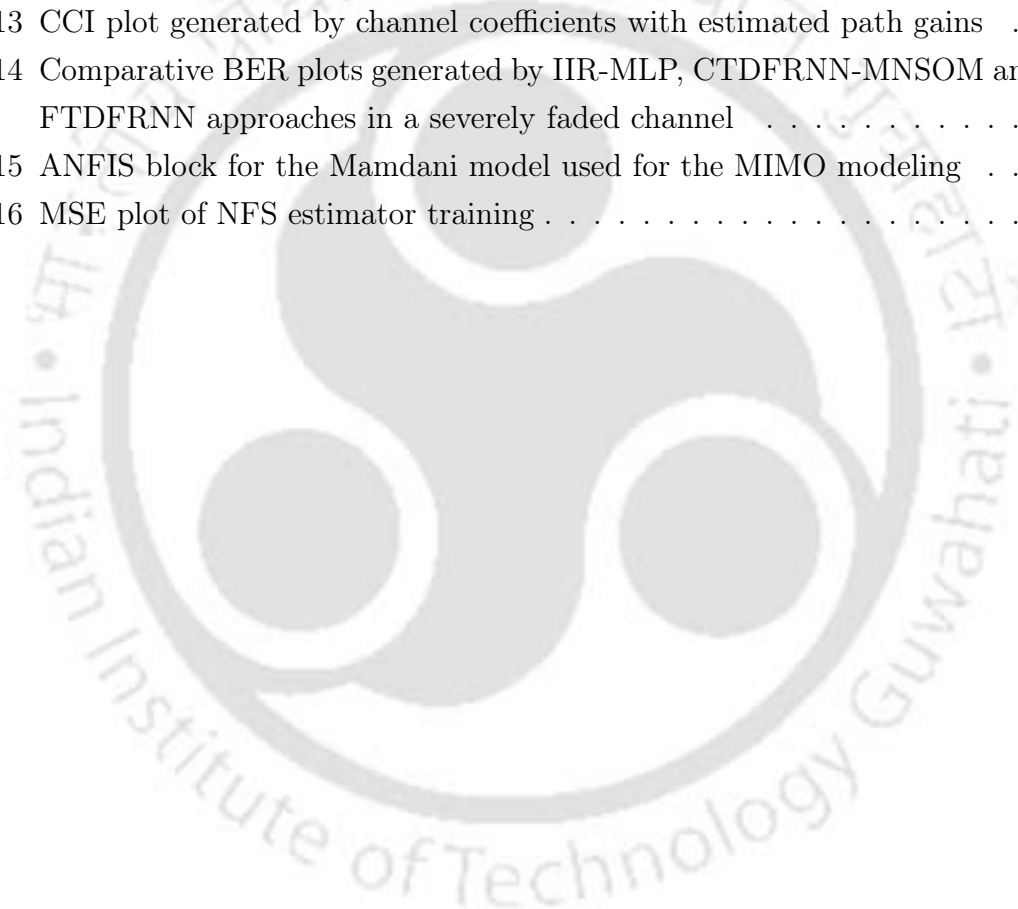 13 CCI plot generated by channel coefficients with estimated path gains .
14 Comparative BER plots generated by IIR-MLP, CTDFRNN-MNSOM
FTDFRNN approaches in a severely faded channel . . . . . . . . . . .
15 ANFIS block for the Mamdani model used for the MIMO modeling . .
16 MSE plot of NFS estimator training . . . . . . . . . . . . . . . . . . .
Indian Institute of Technology Guwahati